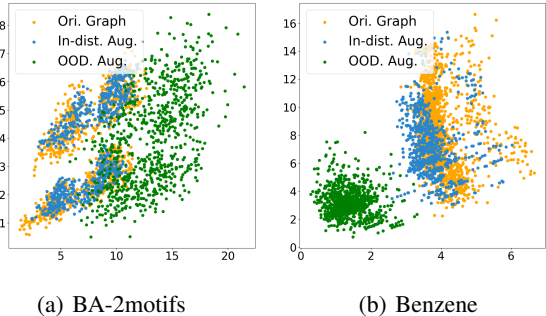 Ori. Graph
In-dist. Aug.
OOD. Aug.
8
7
6
5
4
3
2
1
5 10 15 20
(a) BA-2motifs
Ori. Graph
In-dist. Aug.
OOD. Aug.
16
14
12
10
8
6
4
2
0
0 2 4 6
(b) Benzene